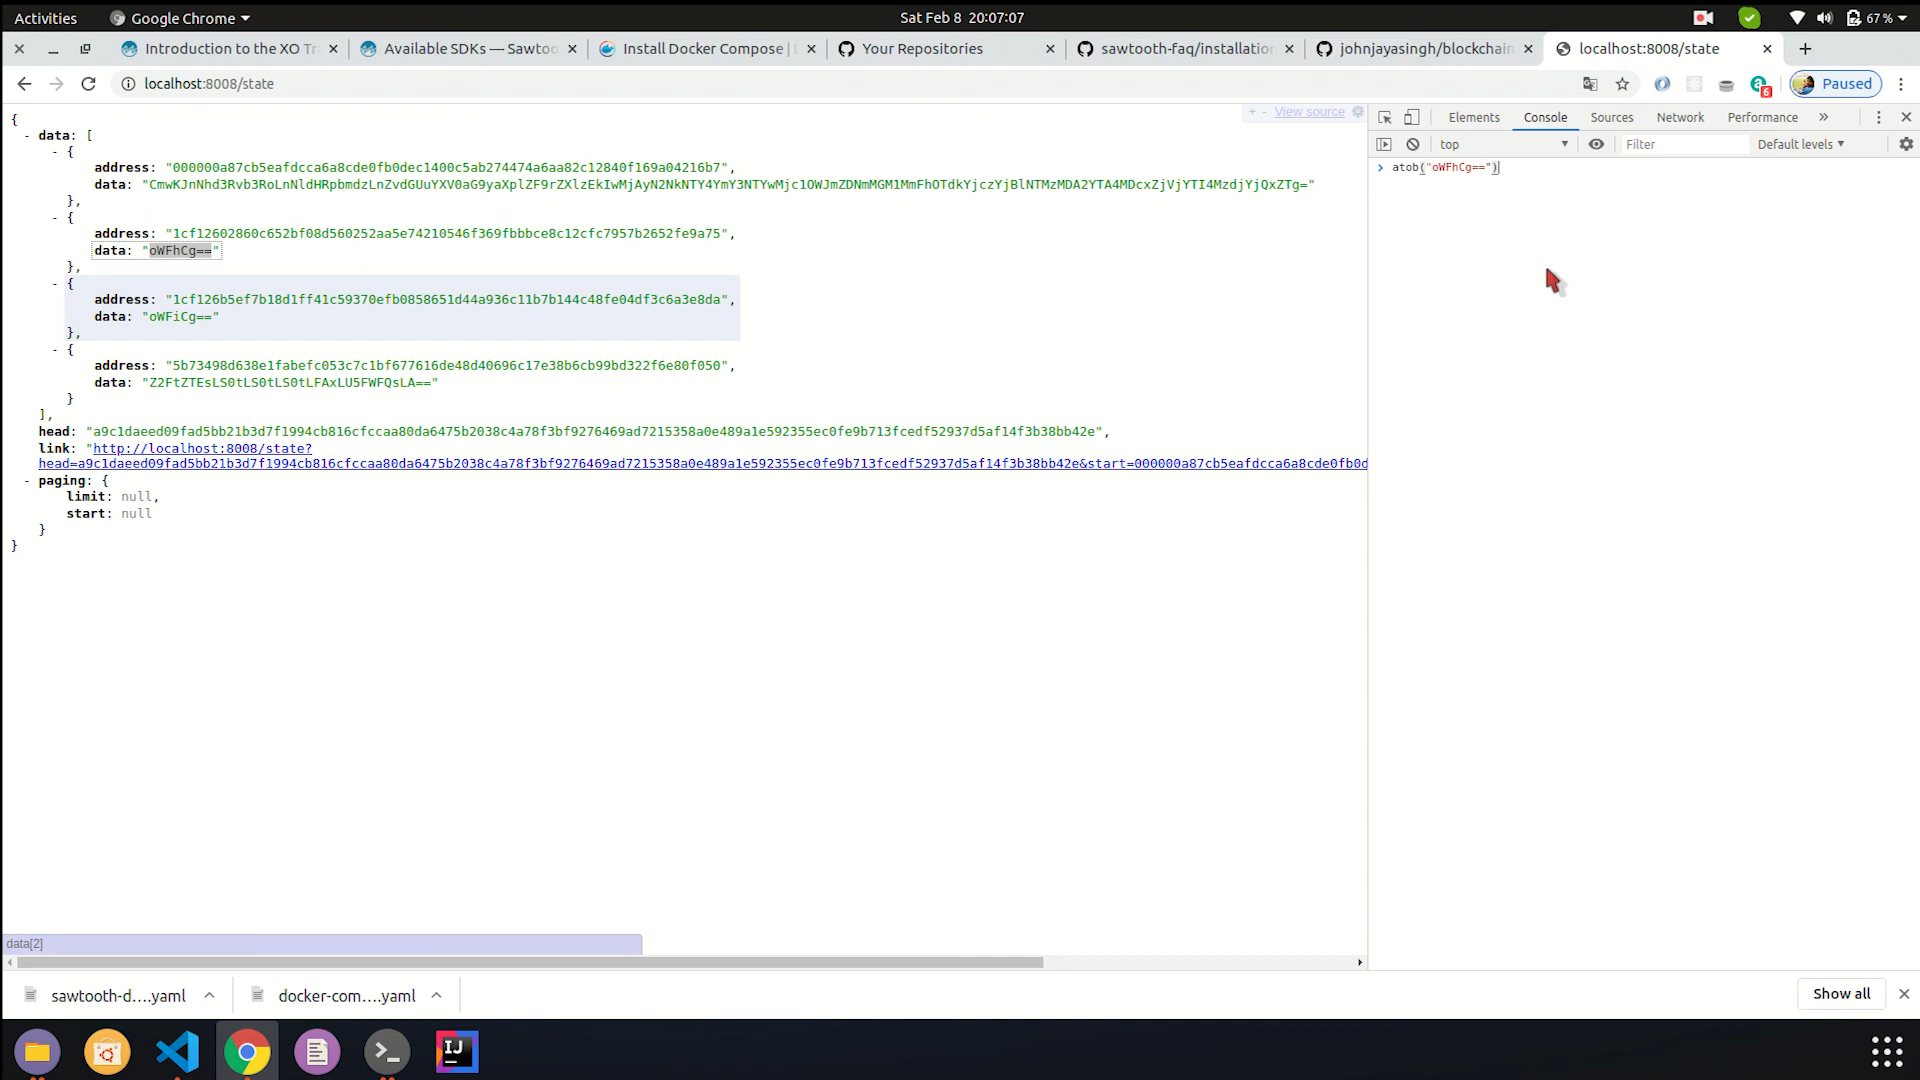 Activities
Google Chrome
Sat Feb 8 20:07:07
67 %
Introduction to the XO Tr
Available SDKs — Sawtoo
Install Docker Compose |
Your Repositories
sawtooth-faq/installation
johnjayasingh/blockchain
localhost:8008/state
localhost:8008/state
6
Paused
+ - View source
{
- data: [
- {
address: "000000a87cb5eafdcca6a8cde0fb0dec1400c5ab274474a6aa82c12840f169a04216b7",
data: "CmwKJnNhd3Rvb3RoLnNldHRpbmdzLnZvdGUuYXV0aG9yaXplZF9rZXlzEkIwMjAyN2NkNTY4YmY3NTYwMjc1OWJmZDNmMGM1MmFhOTdkYjczYjBlNTMzMDA2YTA4MDcxZjVjYTI4MzdjYjQxZTg="
},
- {
address: "1cf12602860c652bf08d560252aa5e74210546f369fbbbce8c12cfc7957b2652fe9a75",
data: "oWFhCg=="
},
- {
address: "1cf126b5ef7b18d1ff41c59370efb0858651d44a936c11b7b144c48fe04df3c6a3e8da",
data: "oWFiCg=="
},
- {
address: "5b73498d638e1fabefc053c7c1bf677616de48d40696c17e38b6cb99bd322f6e80f050",
data: "Z2FtZTEsLS0tLS0tLS0tLFAxLU5FWFQsLA=="
}
],
head: "a9c1daeed09fad5bb21b3d7f1994cb816cfccaa80da6475b2038c4a78f3bf9276469ad7215358a0e489a1e592355ec0fe9b713fcedf52937d5af14f3b38bb42e",
link: "http://localhost:8008/state?
head=a9c1daeed09fad5bb21b3d7f1994cb816cfccaa80da6475b2038c4a78f3bf9276469ad7215358a0e489a1e592355ec0fe9b713fcedf52937d5af14f3b38bb42e&start=000000a87cb5eafdcca6a8cde0fb0d
- paging: {
limit: null,
start: null
}
}
data[2]
Elements
Console
Sources
Network
Performance
»
top
Filter
Default levels
> atob("oWFhCg==")
sawtooth-d....yaml
docker-com....yaml
Show all
IJ